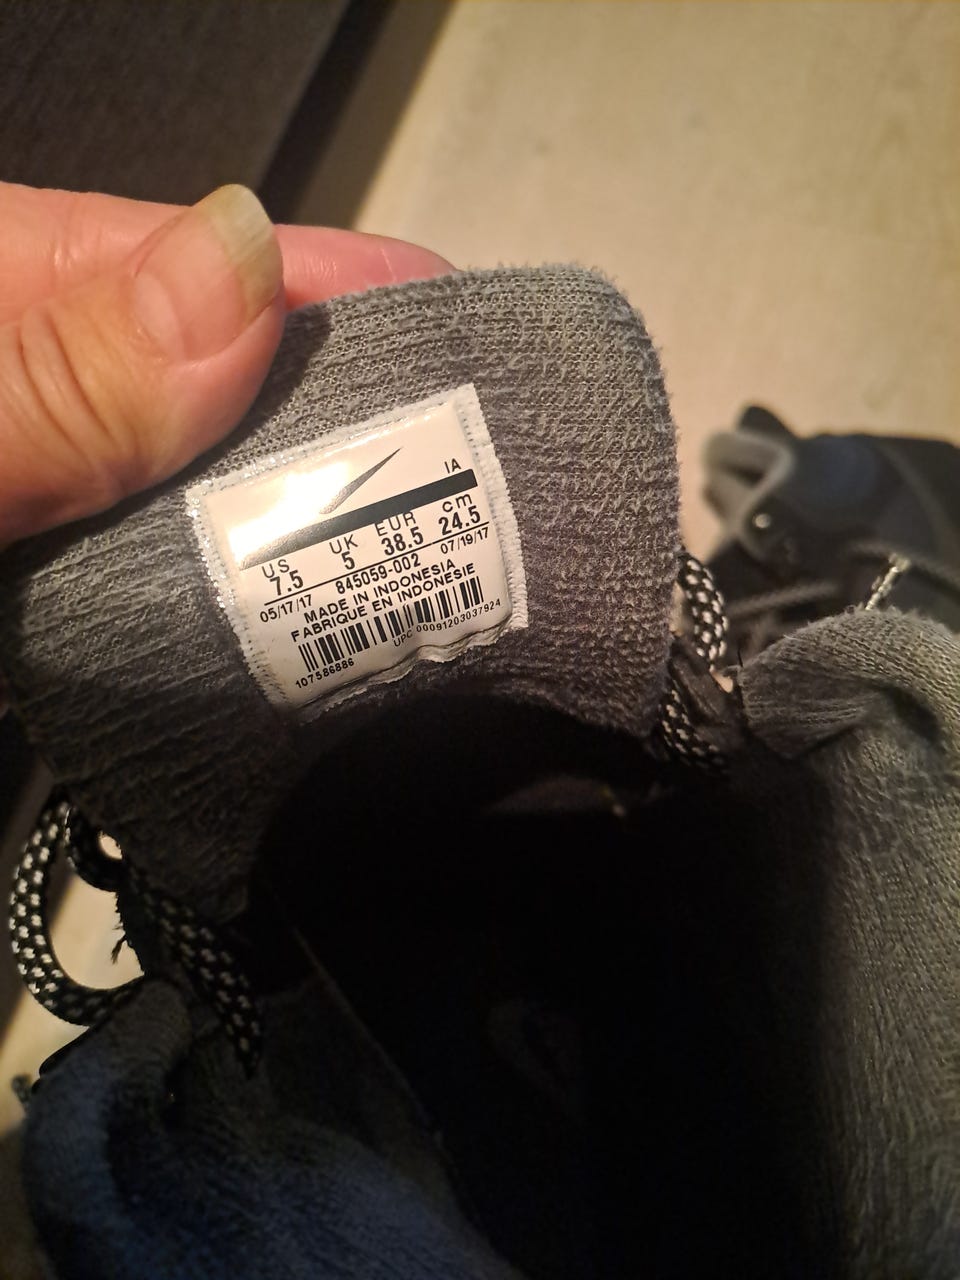 IA
US UK EUR cm
7.5 5 38.5 24.5
05/17/17 845059-002 07/19/17
MADE IN INDONESIA
FABRIQUE EN INDONESIE
107586886 UPC 00091203037924